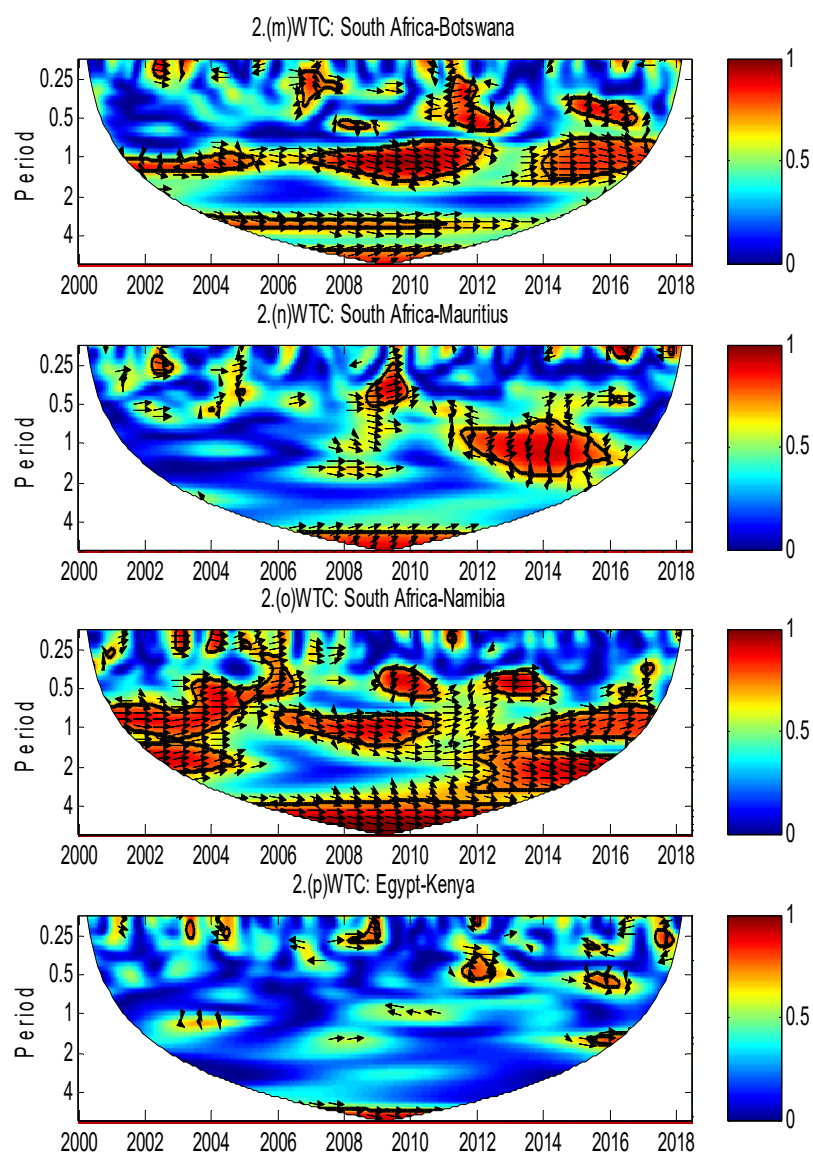 2.(m)WTC: South Africa-Botswana
Period
0.25
0.5
1
2
4
2000 2002 2004 2006 2008 2010 2012 2014 2016 2018
1
0.5
0
2.(n)WTC: South Africa-Mauritius
Period
0.25
0.5
1
2
4
2000 2002 2004 2006 2008 2010 2012 2014 2016 2018
1
0.5
0
2.(o)WTC: South Africa-Namibia
Period
0.25
0.5
1
2
4
2000 2002 2004 2006 2008 2010 2012 2014 2016 2018
1
0.5
0
2.(p)WTC: Egypt-Kenya
Period
0.25
0.5
1
2
4
2000 2002 2004 2006 2008 2010 2012 2014 2016 2018
1
0.5
0